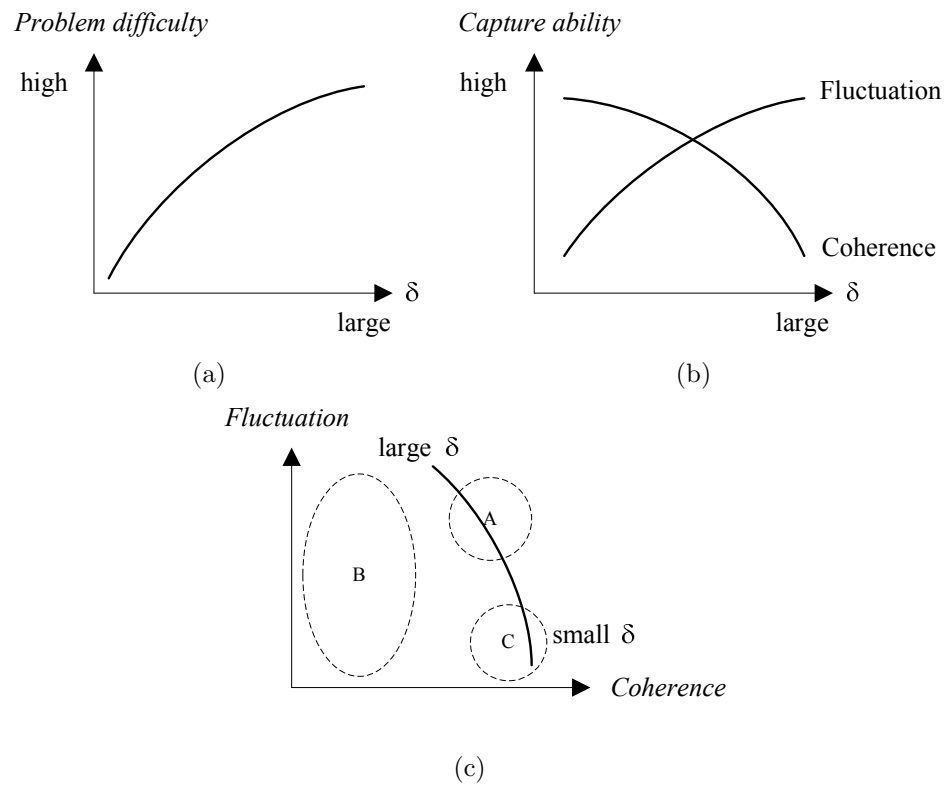 Problem difficulty
high
δ
large
(a)
Capture ability
high
Fluctuation
Coherence
δ
large
(b)
Fluctuation
large δ
A
B
C
small δ
Coherence
(c)